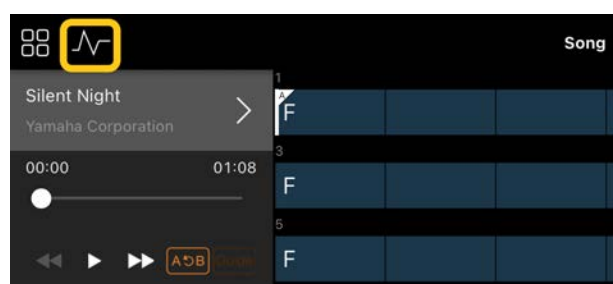 Song
Silent Night
Yamaha Corporation
00:00 01:08
A B
1
A
F
3
F
5
F